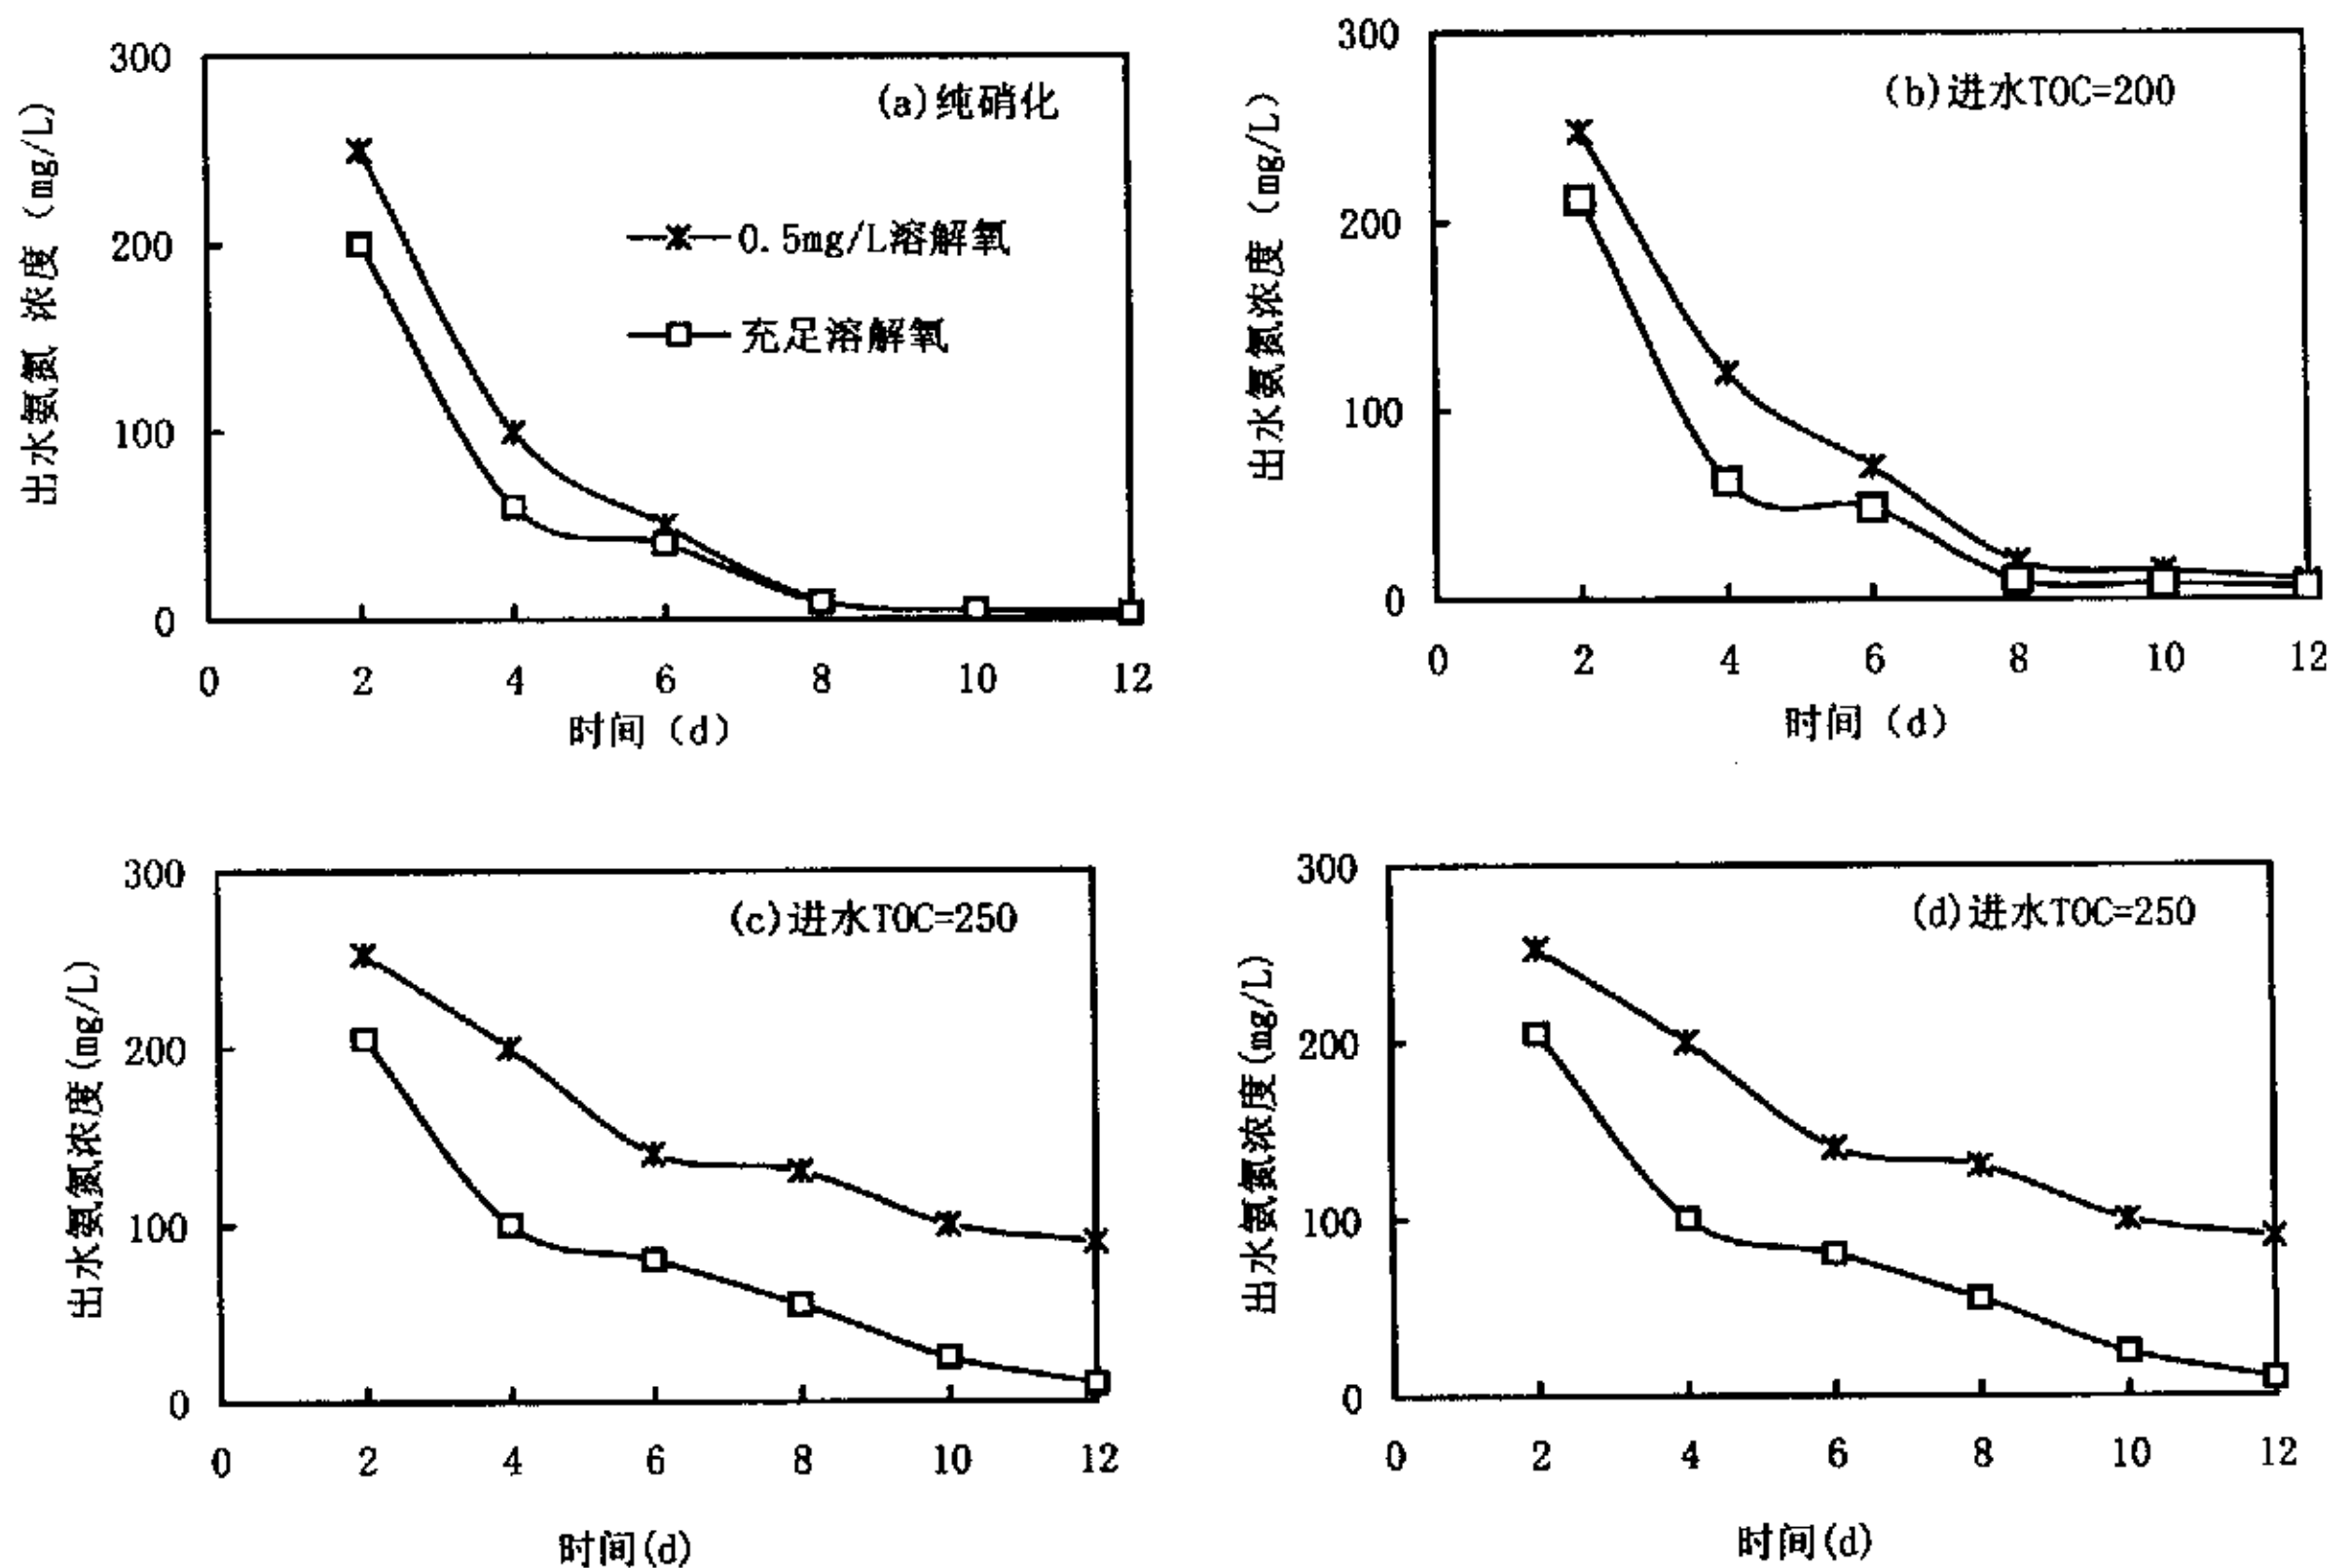 300
200
100
0
出水氨氮 浓度 (mg/L)
(a)纯硝化
0.5mg/L溶解氧
充足溶解氧
0 2 4 6 8 10 12
时间 (d)
300
200
100
0
出水氨氮浓度 (mg/L)
(b)进水TOC=200
0 2 4 6 8 10 12
时间 (d)
300
200
100
0
出水氨氮浓度(mg/L)
(c)进水TOC=250
0 2 4 6 8 10 12
时间(d)
300
200
100
0
出水氨氮浓度(mg/L)
(d)进水TOC=250
0 2 4 6 8 10 12
时间(d)